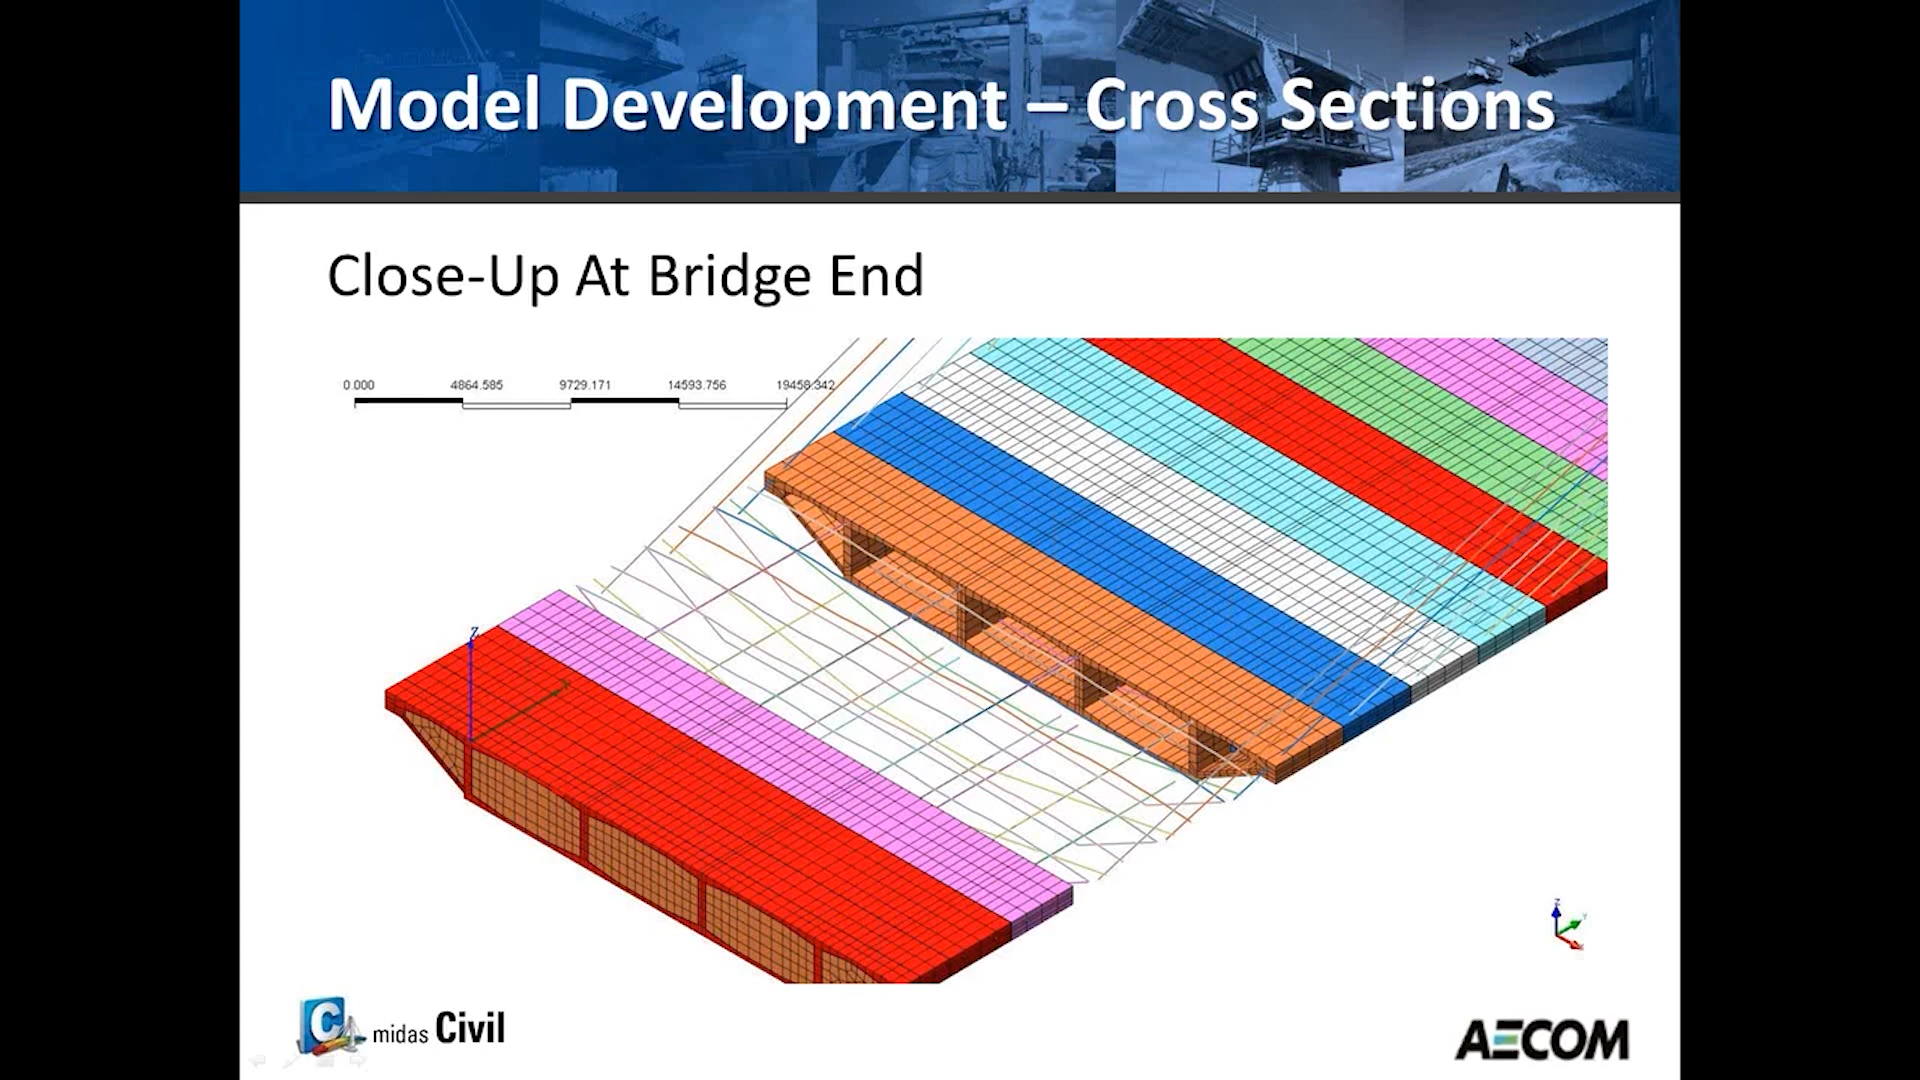 Model Development – Cross Sections
Close-Up At Bridge End
0.000 4864.585 9729.171 14593.756 19458.342
Z
Z
Y
C midas Civil
AECOM